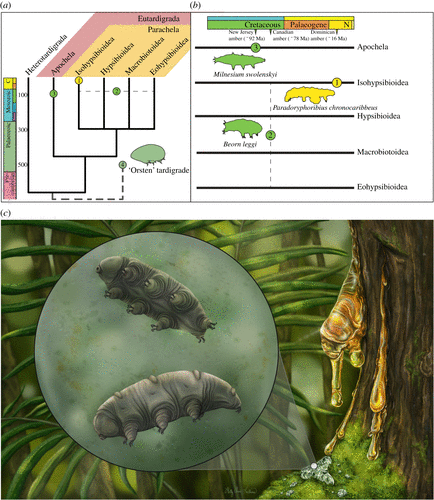 (a)
Eutardigrada
Parachela
Heterotardigrada
Apochela
Isohypsibioidea
Hypsibioidea
Macrobiotoidea
Eohypsibioidea
C
Mesozoic
Palaeozoic
100
300
500
3
1
2
4
'Orsten' tardigrade
(b)
Cretaceous
Palaeogene
N
New Jersey
amber (~92 Ma)
Canadian
amber (~78 Ma)
Dominican
amber (~16 Ma)
3
Apochela
Milnesium swolenskyi
1
Isohypsibioidea
Paradoryphoribius chronocaribbeus
Hypsibioidea
Beorn leggi
2
Macrobiotoidea
Eohypsibioidea
(c)